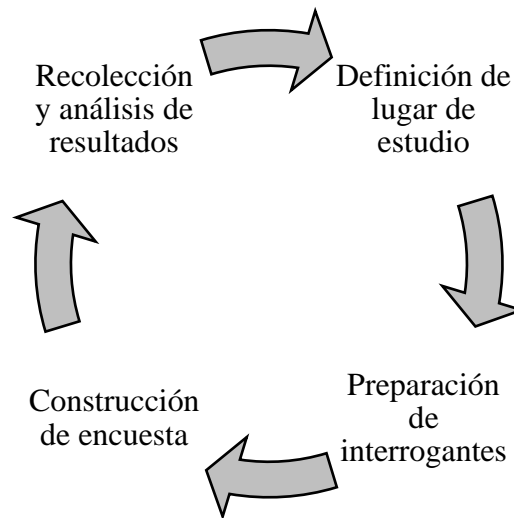 Recolección
y análisis de
resultados
Definición de
lugar de
estudio
Preparación
de
interrogantes
Construcción
de encuesta